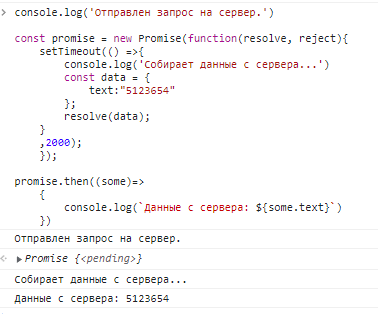 console.log('Отправлен запрос на сервер.')
const promise = new Promise(function(resolve, reject){
setTimeout(() =>{
console.log('Собирает данные с сервера...')
const data = {
text:"5123654"
};
resolve(data);
}
,2000);
});
promise.then((some)=>
{
console.log(`Данные с сервера: ${some.text}`)
})
Отправлен запрос на сервер.
Promise {<pending>}
Собирает данные с сервера...
Данные с сервера: 5123654